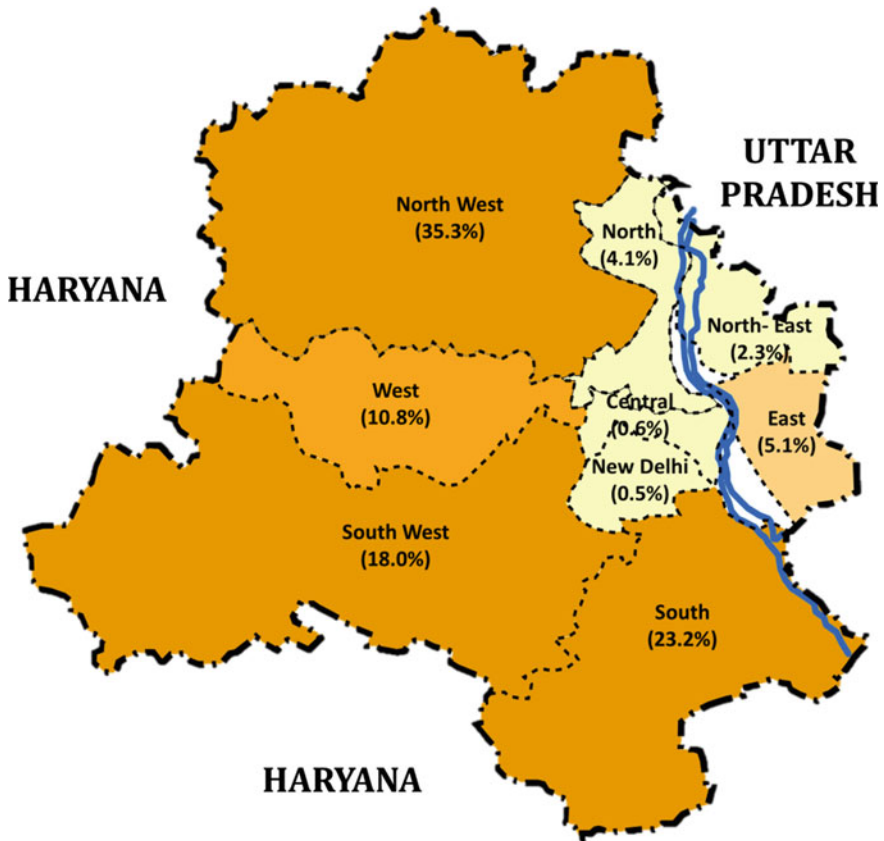 UTTAR
PRADESH
North West
(35.3%)
North
(4.1%)
HARYANA
North- East
(2.3%)
West
(10.8%)
Central
(0.6%)
East
(5.1%)
New Delhi
(0.5%)
South West
(18.0%)
South
(23.2%)
HARYANA